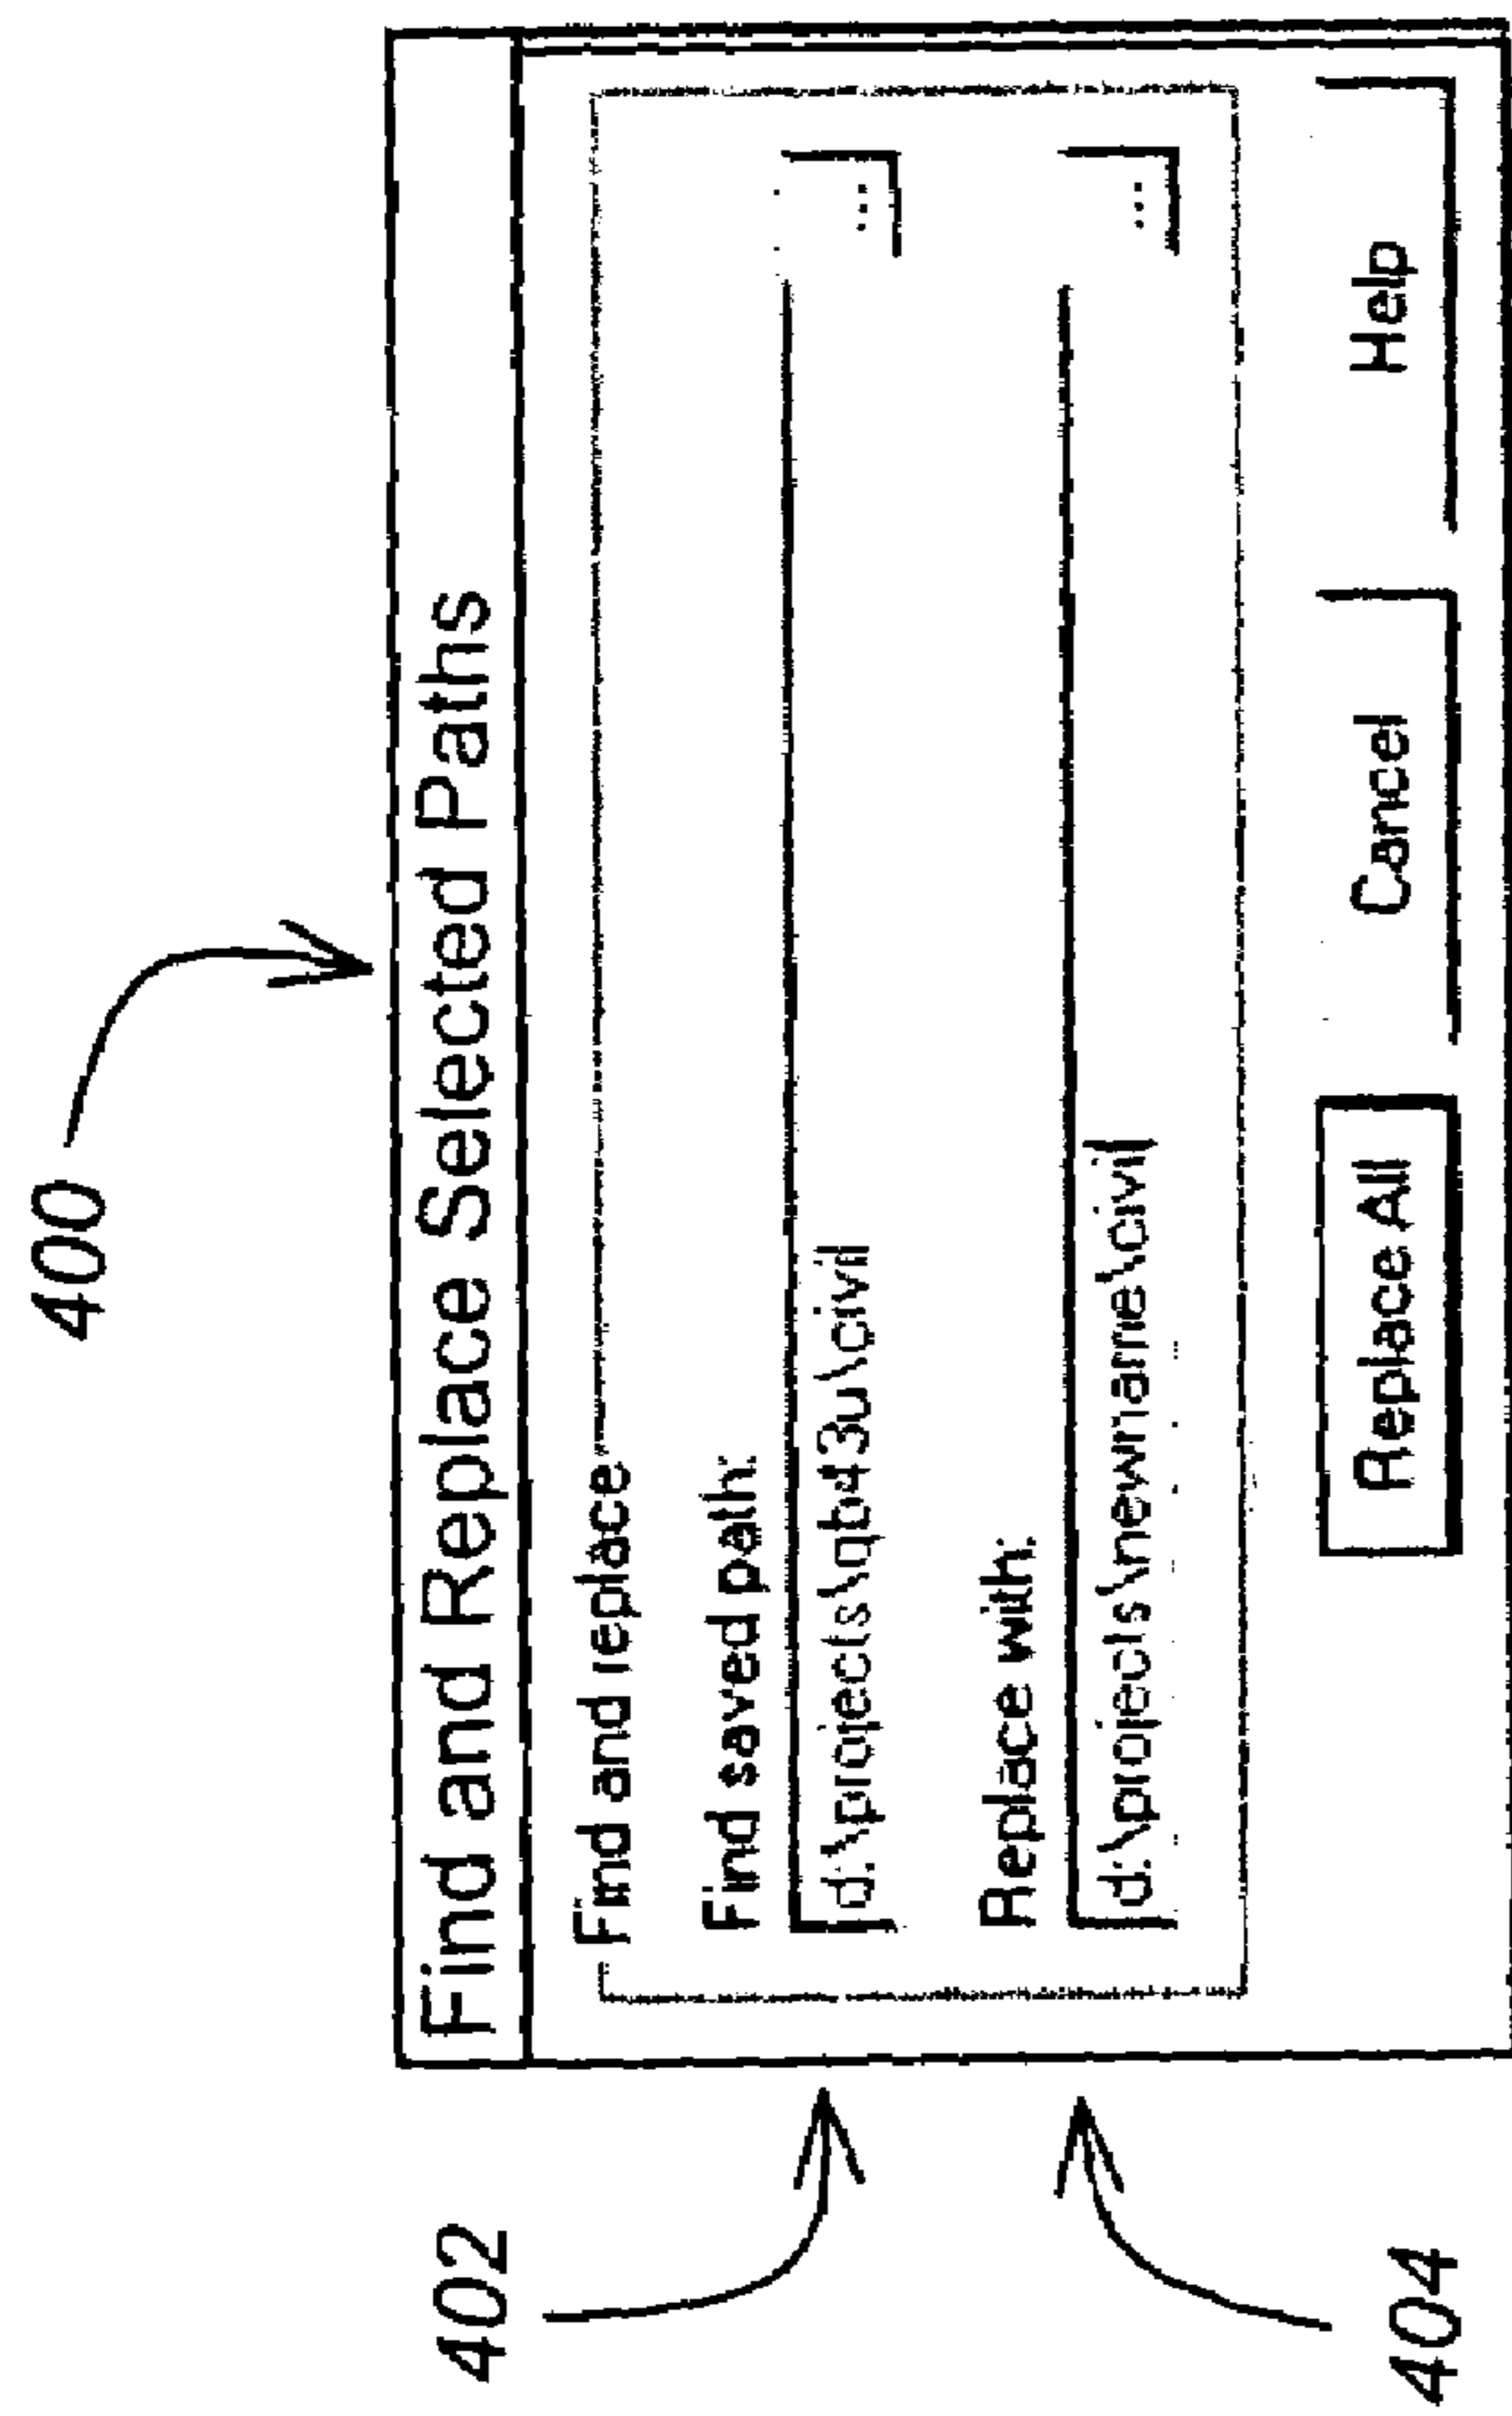 400
Find and Replace Selected Paths
Find and replace
402
Find saved path:
d:\projects\qb43u\civil
...
Replace with:
404
d:\projects\newname\civil
...
Replace All
Cancel
Help